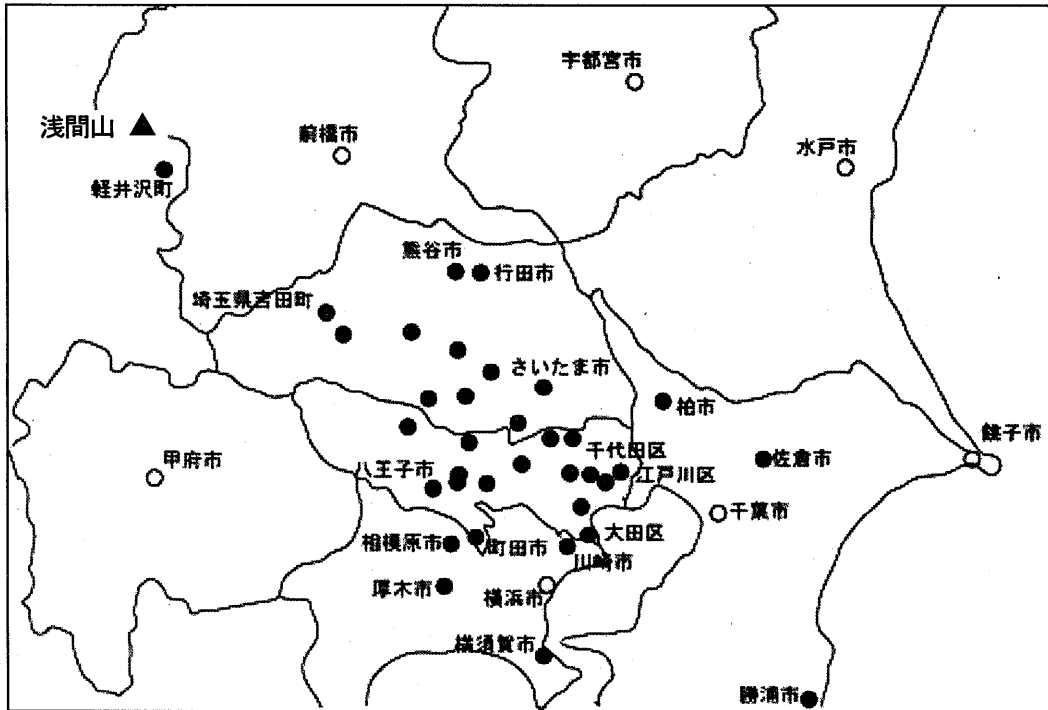 宇都宮市
浅間山
前橋市
水戸市
軽井沢町
熊谷市
行田市
埼玉県吉田町
さいたま市
柏市
銚子市
千代田区
甲府市
八王子市
江戸川区
佐倉市
千葉市
相模原市
町田市
大田区
川崎市
厚木市
横浜市
横須賀市
勝浦市